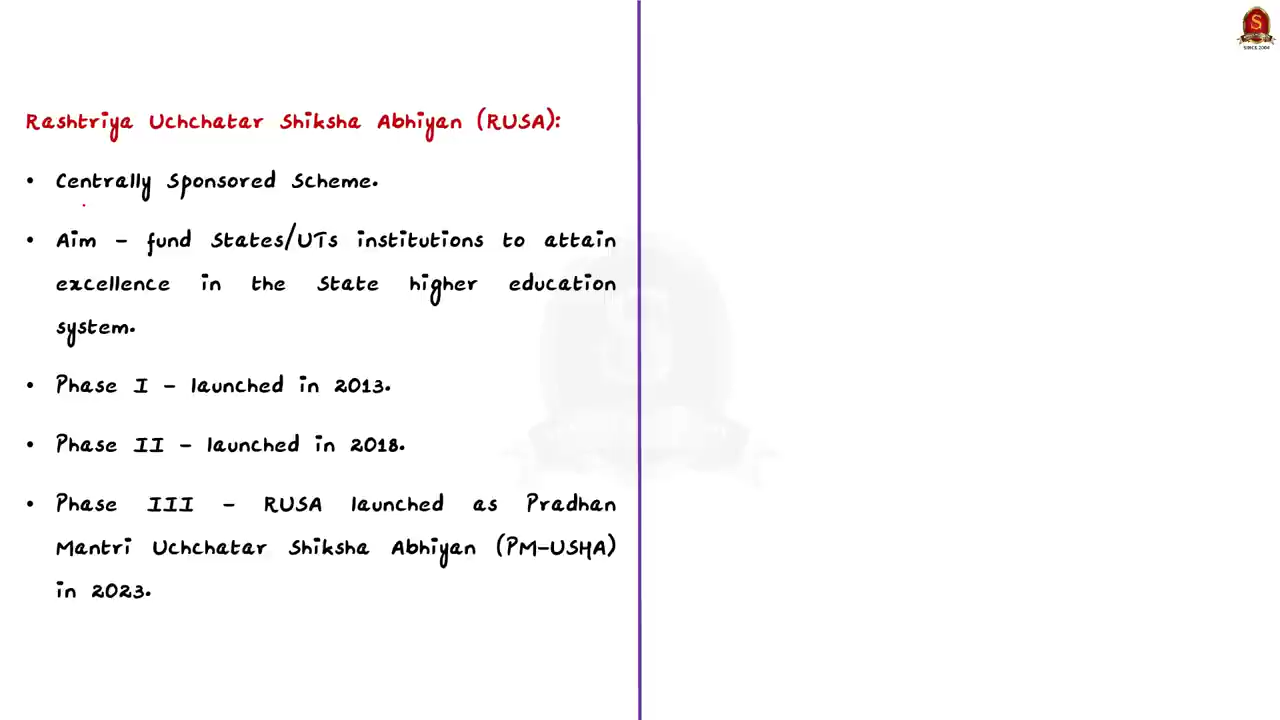 Rashtriya Uchchatar Shiksha Abhiyan (RUSA):
• Centrally Sponsored Scheme.
• Aim – fund States/UTs institutions to attain
excellence in the State higher education
system.
• Phase I – launched in 2013.
• Phase II – launched in 2018.
• Phase III – RUSA launched as Pradhan
Mantri Uchchatar Shiksha Abhiyan (PM-USHA)
in 2023.
S
SINCE 2004